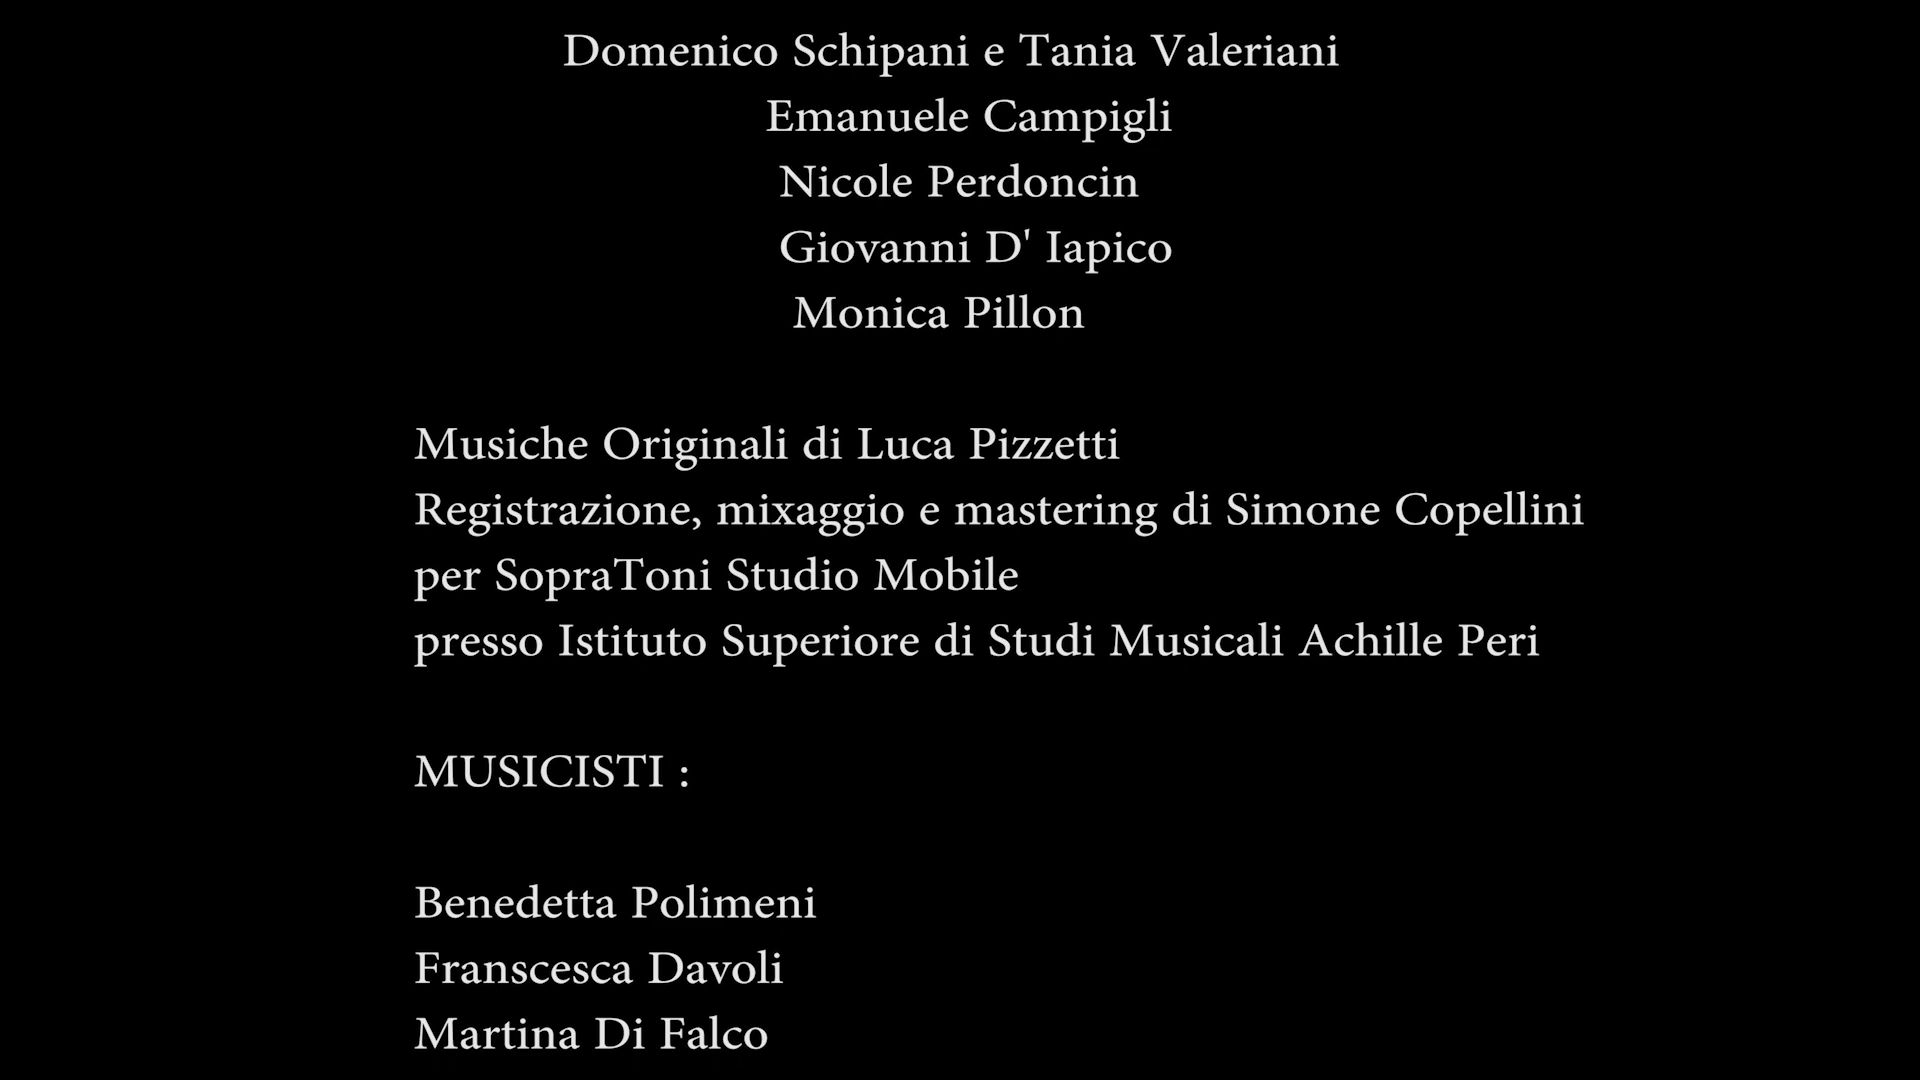 Domenico Schipani e Tania Valeriani
Emanuele Campigli
Nicole Perdoncin
Giovanni D' Iapico
Monica Pillon
Musiche Originali di Luca Pizzetti
Registrazione, mixaggio e mastering di Simone Copellini
per SopraToni Studio Mobile
presso Istituto Superiore di Studi Musicali Achille Peri
MUSICISTI :
Benedetta Polimeni
Franscesca Davoli
Martina Di Falco